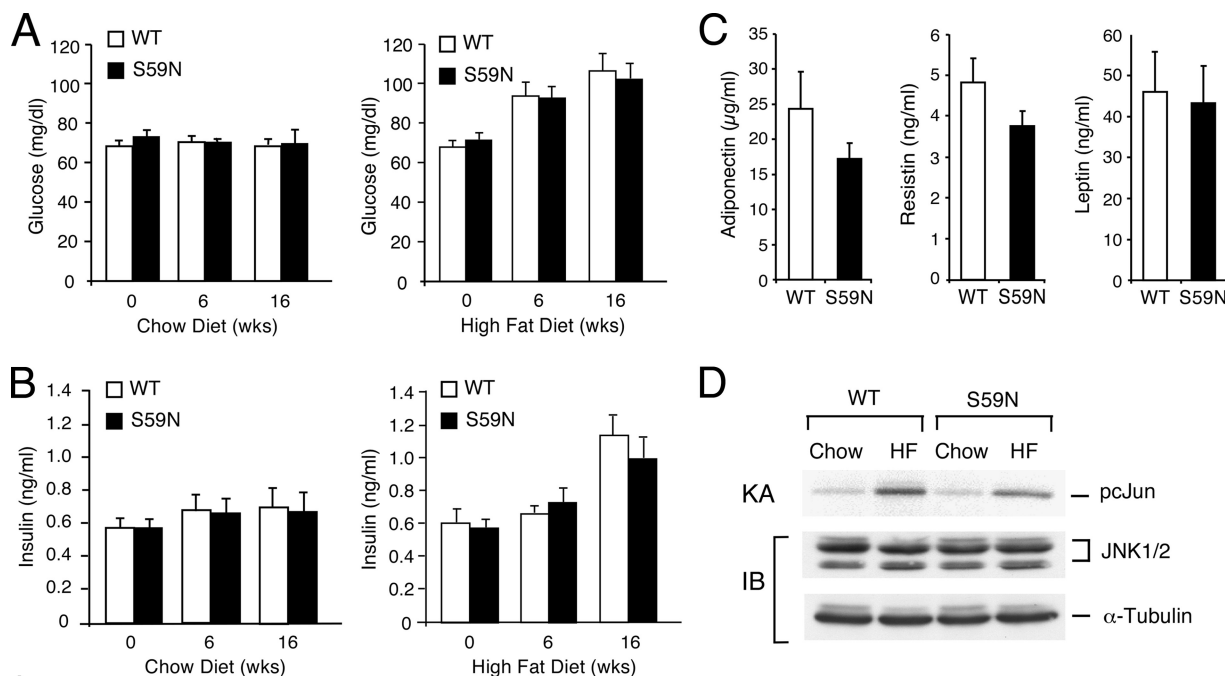 A
120
100
80
60
40
20
0
Glucose (mg/dl)
WT
S59N
0 6 16
Chow Diet (wks)
120
100
80
60
40
20
0
Glucose (mg/dl)
WT
S59N
0 6 16
High Fat Diet (wks)
C
35
30
25
20
15
10
5
0
Adiponectin (µg/ml)
WT S59N
6
5
4
3
2
1
0
Resistin (ng/ml)
WT S59N
60
50
40
30
20
10
0
Leptin (ng/ml)
WT S59N
B
1.4
1.2
1.0
0.8
0.6
0.4
0.2
0
Insulin (ng/ml)
WT
S59N
0 6 16
Chow Diet (wks)
1.4
1.2
1.0
0.8
0.6
0.4
0.2
0
Insulin (ng/ml)
WT
S59N
0 6 16
High Fat Diet (wks)
D
WT S59N
Chow HF Chow HF
KA pcJun
IB JNK1/2
α-Tubulin